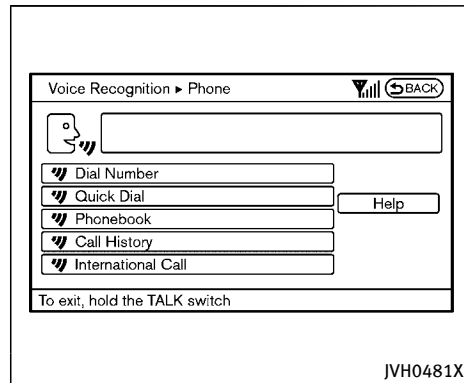 Voice Recognition ▸ Phone BACK
Dial Number
Quick Dial
Help
Phonebook
Call History
International Call
To exit, hold the TALK switch
JVH0481X